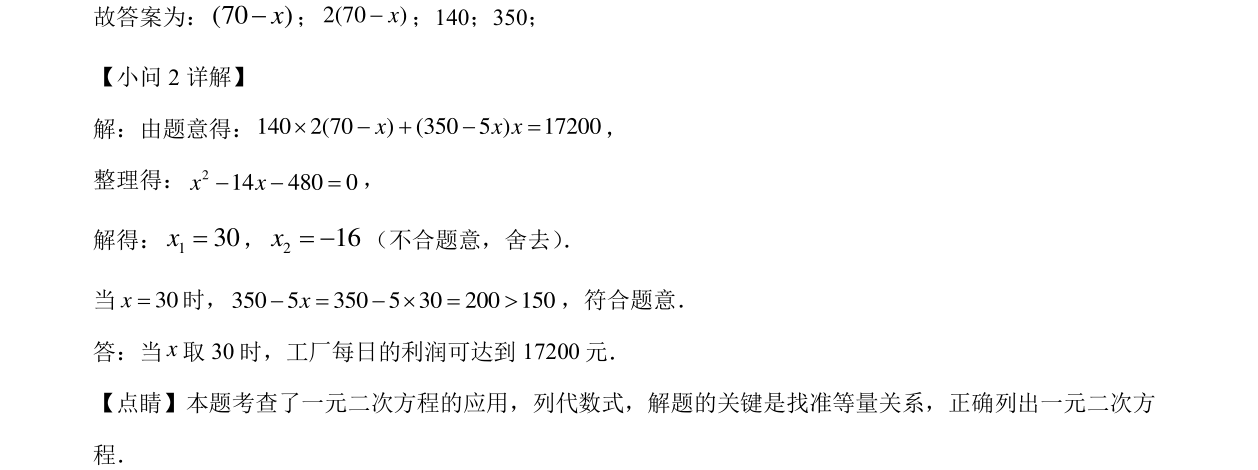 故答案为：(70−x)；2(70−x)；140；350；
【小问 2 详解】
解：由题意得：140×2(70−x)+(350−5x)x=17200，
整理得：x²−14x−480=0，
解得：x₁=30，x₂=−16（不合题意，舍去）.
当 x=30 时，350−5x=350−5×30=200>150，符合题意．
答：当 x 取 30 时，工厂每日的利润可达到 17200 元．
【点睛】本题考查了一元二次方程的应用，列代数式，解题的关键是找准等量关系，正确列出一元二次方
程．